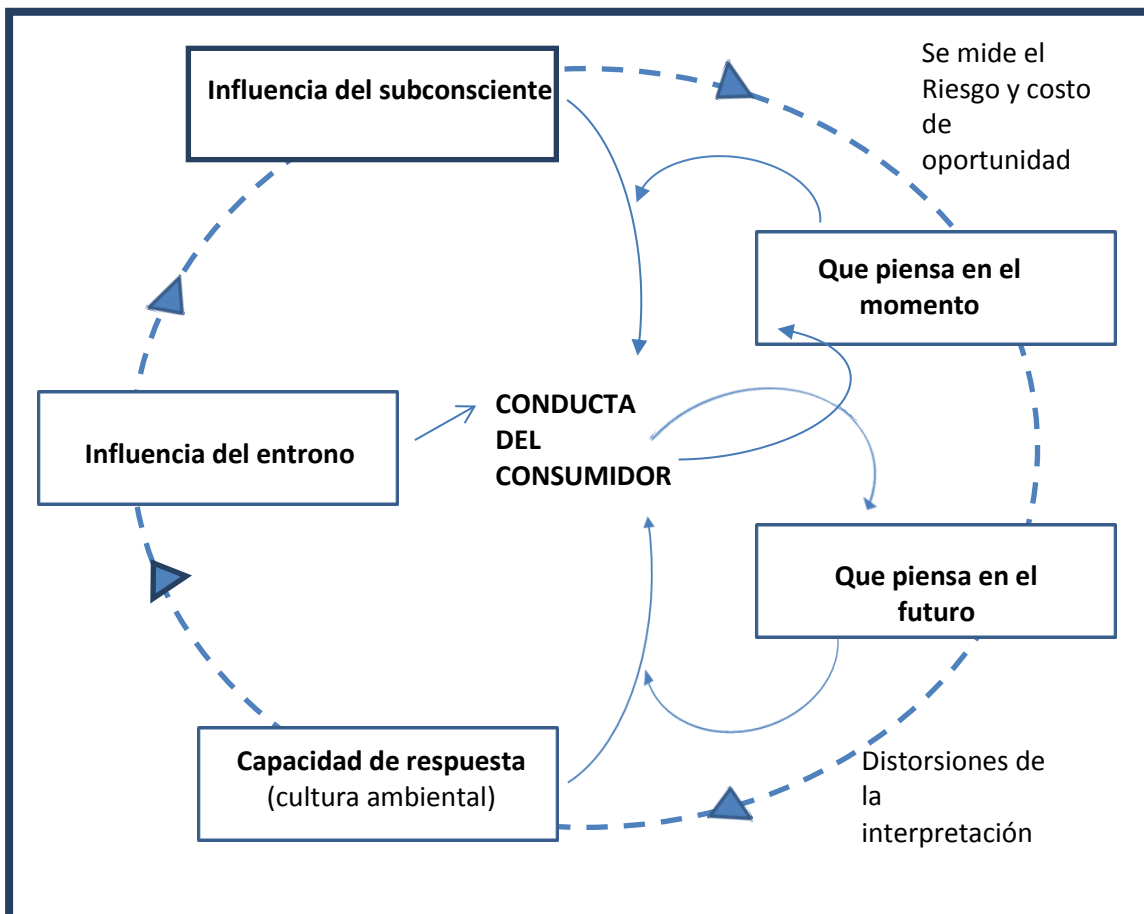 Influencia del subconsciente
Se mide el
Riesgo y costo
de
oportunidad
Que piensa en el
momento
Influencia del entrono
CONDUCTA
DEL
CONSUMIDOR
Que piensa en el
futuro
Capacidad de respuesta
(cultura ambiental)
Distorsiones de
la
interpretación